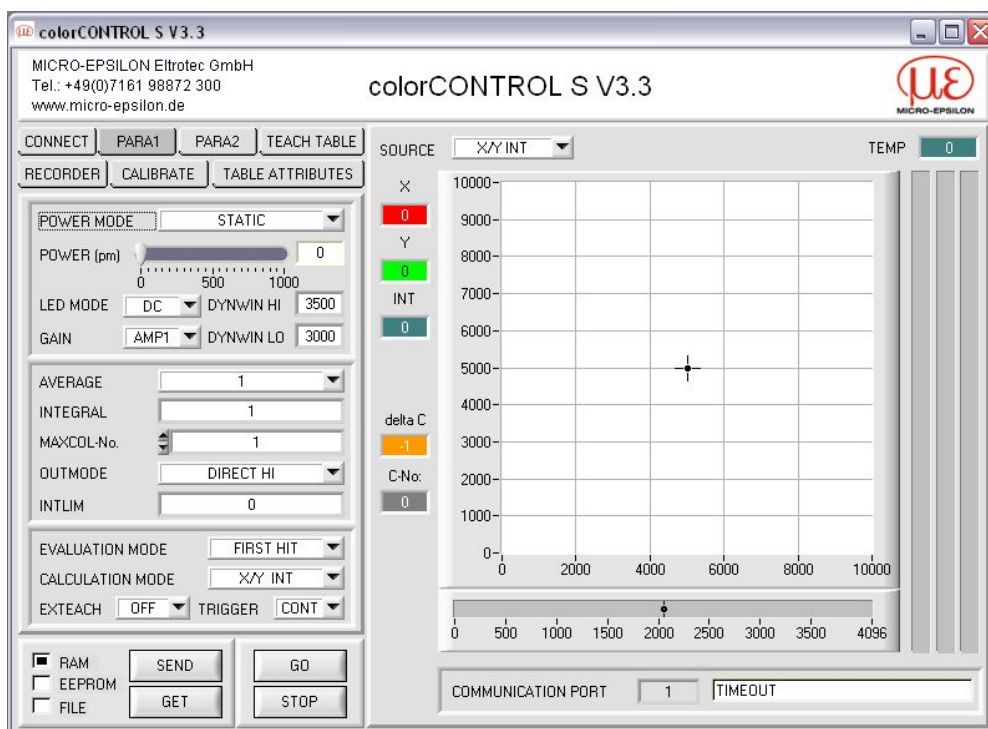 colorCONTROL S V3.3
MICRO-EPSILON Eltrotec GmbH
Tel.: +49(0)7161 98872 300
www.micro-epsilon.de
colorCONTROL S V3.3
µε
MICRO-EPSILON
CONNECT PARA1 PARA2 TEACH TABLE
RECORDER CALIBRATE TABLE ATTRIBUTES
POWER MODE STATIC
POWER (pm) 0
0 500 1000
LED MODE DC DYNWIN HI 3500
GAIN AMP1 DYNWIN LO 3000
AVERAGE 1
INTEGRAL 1
MAXCOL-No. 1
OUTMODE DIRECT HI
INTLIM 0
EVALUATION MODE FIRST HIT
CALCULATION MODE X/Y INT
EXTEACH OFF TRIGGER CONT
RAM SEND GO
EEPROM
FILE GET STOP
SOURCE X/Y INT TEMP 0
X
0
Y
0
INT
0
delta C
-1
C-No:
0
10000
9000
8000
7000
6000
5000
4000
3000
2000
1000
0
0 2000 4000 6000 8000 10000
0 500 1000 1500 2000 2500 3000 3500 4096
COMMUNICATION PORT 1 TIMEOUT